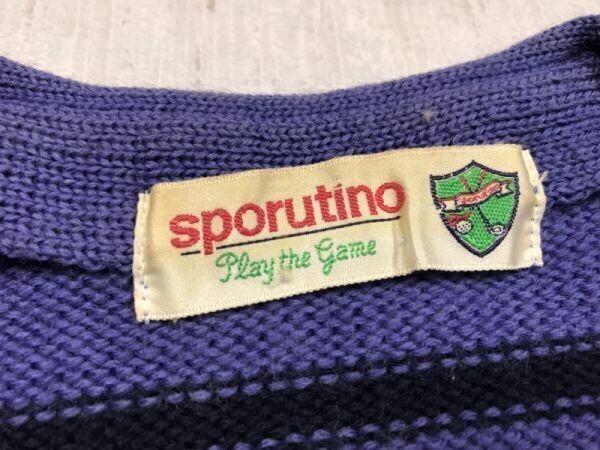 sporutino
Play the Game